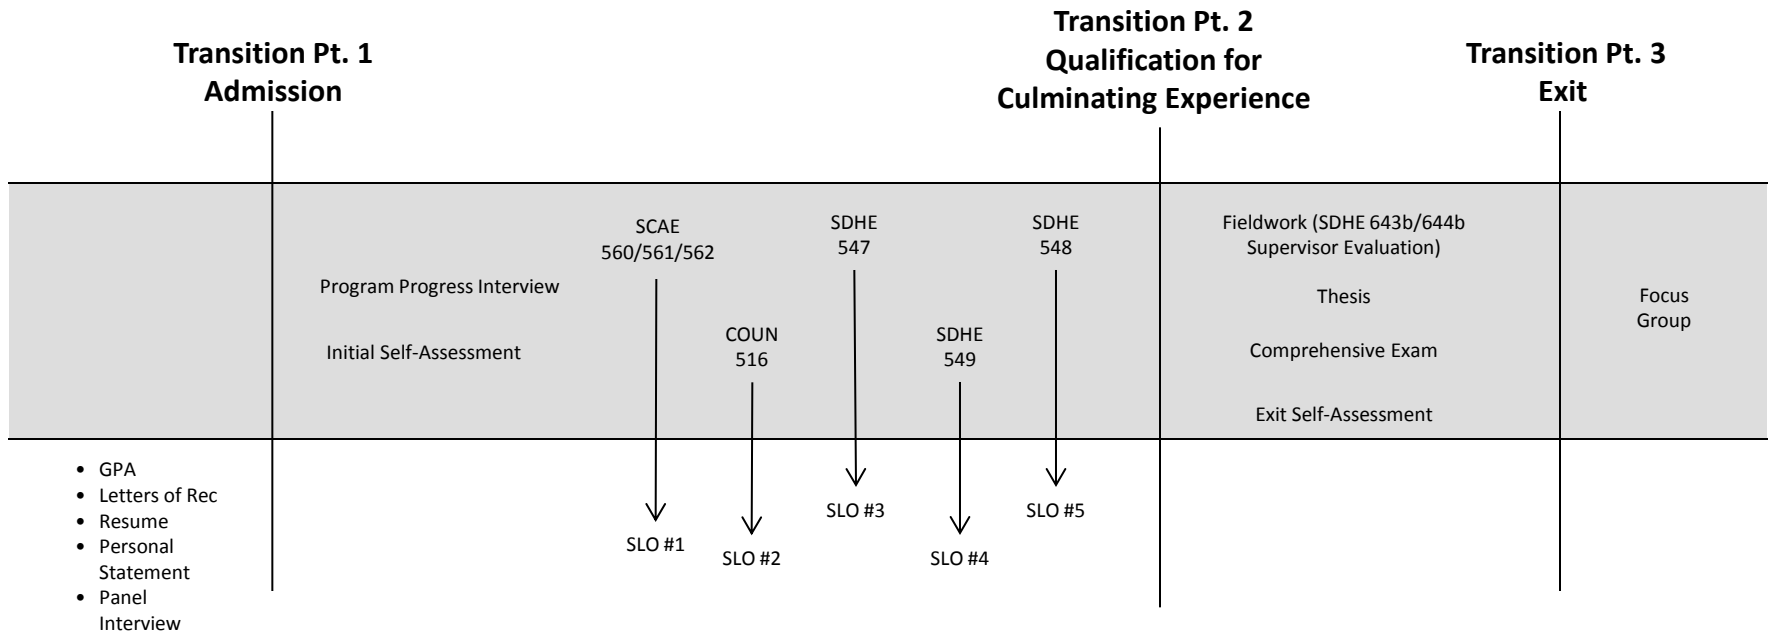 Transition Pt. 1
Admission
Transition Pt. 2
Qualification for
Culminating Experience
Transition Pt. 3
Exit
Program Progress Interview
Initial Self-Assessment
SCAE
560/561/562
COUN
516
SDHE
547
SDHE
549
SDHE
548
Fieldwork (SDHE 643b/644b
Supervisor Evaluation)
Thesis
Comprehensive Exam
Exit Self-Assessment
Focus
Group
• GPA
• Letters of Rec
• Resume
• Personal
Statement
• Panel
Interview
SLO #1
SLO #2
SLO #3
SLO #4
SLO #5